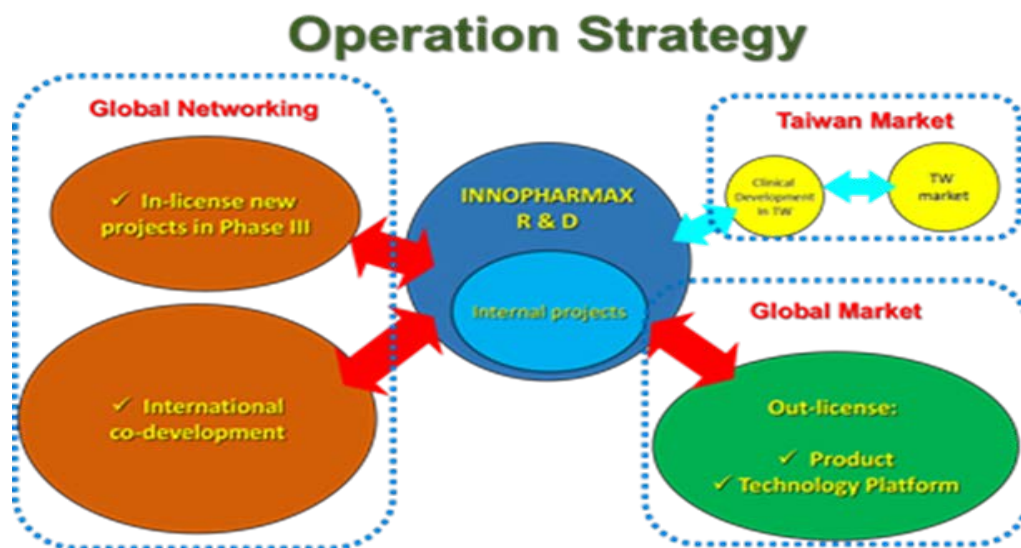 Operation Strategy
Global Networking
✓ In-license new
projects in Phase III
✓ International
co-development
INNOPHARMAX
R & D
Internal projects
Taiwan Market
Clinical
Development
in TW
TW
market
Global Market
Out-license:
✓ Product
✓ Technology Platform